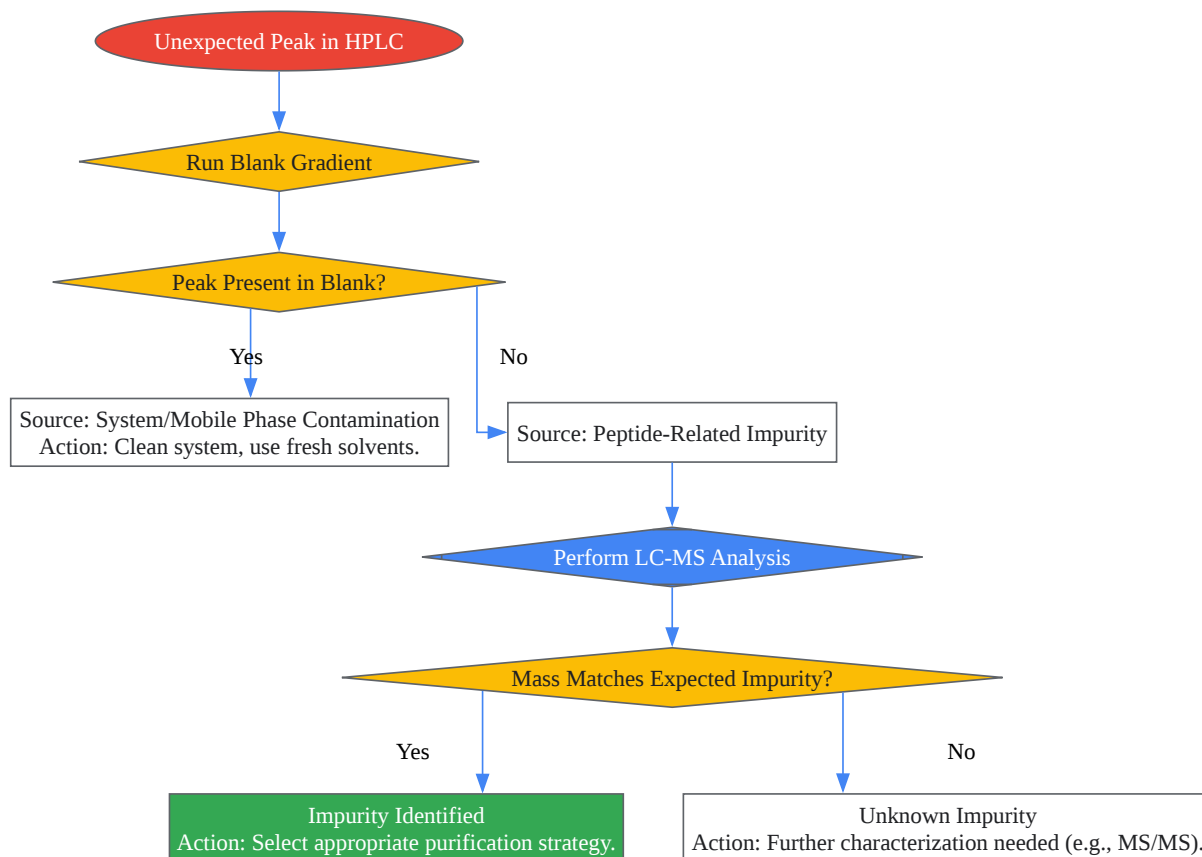 Unexpected Peak in HPLC
Run Blank Gradient
Peak Present in Blank?
Yes
No
Source: System/Mobile Phase Contamination
Action: Clean system, use fresh solvents.
Source: Peptide-Related Impurity
Perform LC-MS Analysis
Mass Matches Expected Impurity?
Yes
No
Impurity Identified
Action: Select appropriate purification strategy.
Unknown Impurity
Action: Further characterization needed (e.g., MS/MS).